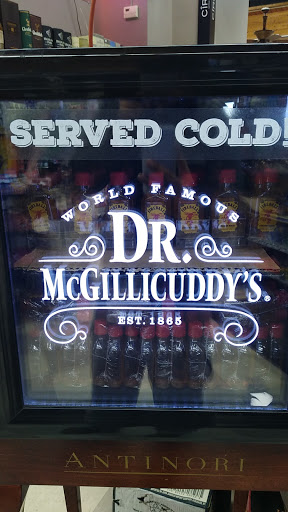 SERVED COLD!
WORLD FAMOUS
DR.
McGILLICUDDY'S®
EST. 1865
ANTINORI